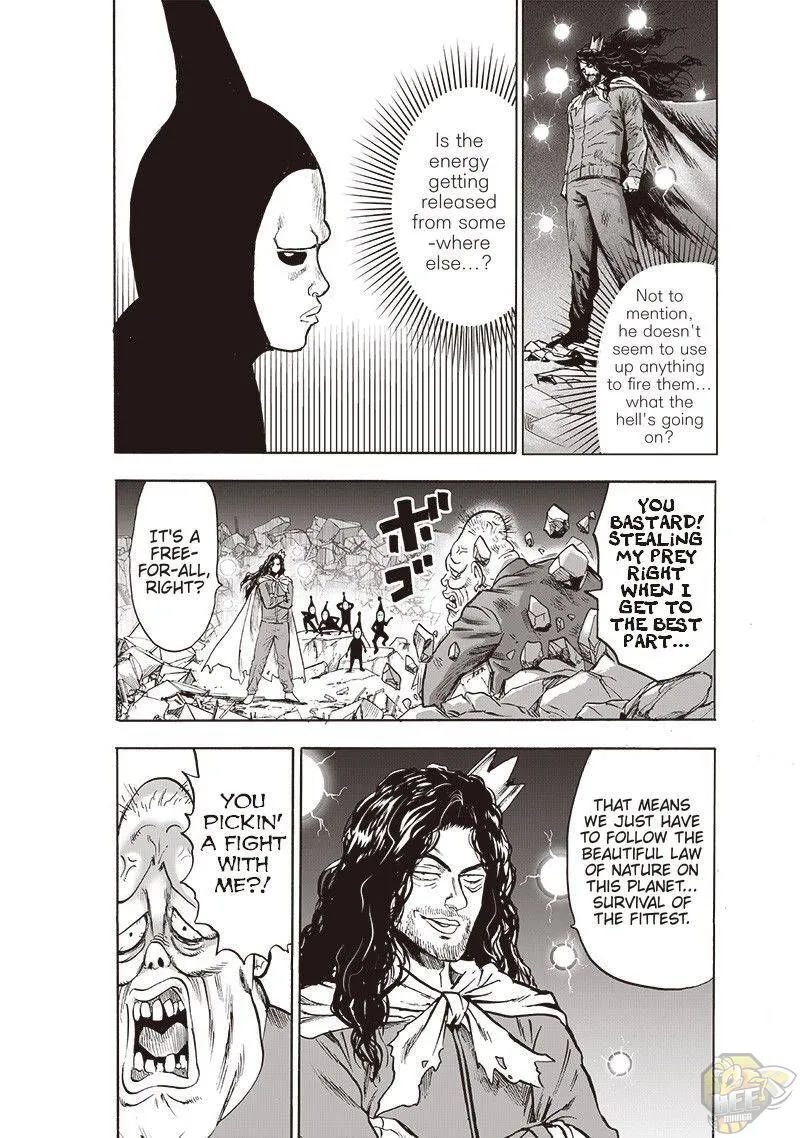 Not to
mention,
he doesn't
seem to use
up anything
to fire them...
what the
hell's going
on?
Is the
energy
getting
released
from some
-where
else...?
YOU
BASTARD!
STEALING
MY PREY
RIGHT
WHEN I
GET TO
THE BEST
PART...
ボ
ゴ
IT'S A
FREE-
FOR-ALL,
RIGHT?
THAT MEANS
WE JUST HAVE
TO FOLLOW THE
BEAUTIFUL LAW
OF NATURE ON
THIS PLANET...
SURVIVAL OF
THE FITTEST.
YOU
PICKIN'
A FIGHT
WITH
ME?!
HEE
MANGA